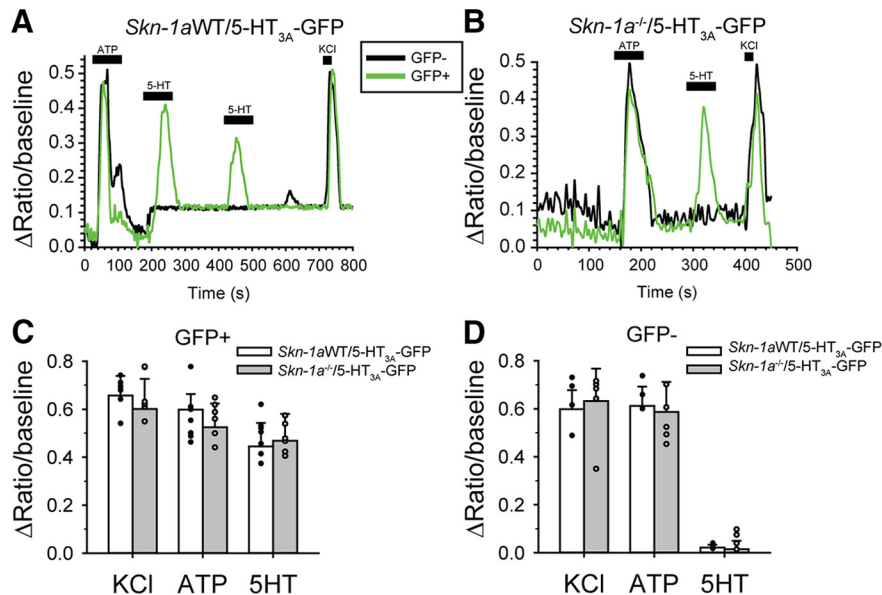 A
Skn-1aWT/5-HT3A-GFP
ATP
5-HT
5-HT
KCl
GFP-
GFP+
ΔRatio/baseline
0.5
0.4
0.3
0.2
0.1
0.0
0 100 200 300 400 500 600 700 800
Time (s)
B
Skn-1a-/-/5-HT3A-GFP
ATP
5-HT
KCl
ΔRatio/baseline
0.5
0.4
0.3
0.2
0.1
0.0
0 100 200 300 400 500
Time (s)
C
GFP+
Skn-1aWT/5-HT3A-GFP
Skn-1a-/-/5-HT3A-GFP
ΔRatio/baseline
0.8
0.6
0.4
0.2
0.0
KCl ATP 5HT
D
GFP-
Skn-1aWT/5-HT3A-GFP
Skn-1a-/-/5-HT3A-GFP
ΔRatio/baseline
0.8
0.6
0.4
0.2
0.0
KCl ATP 5HT